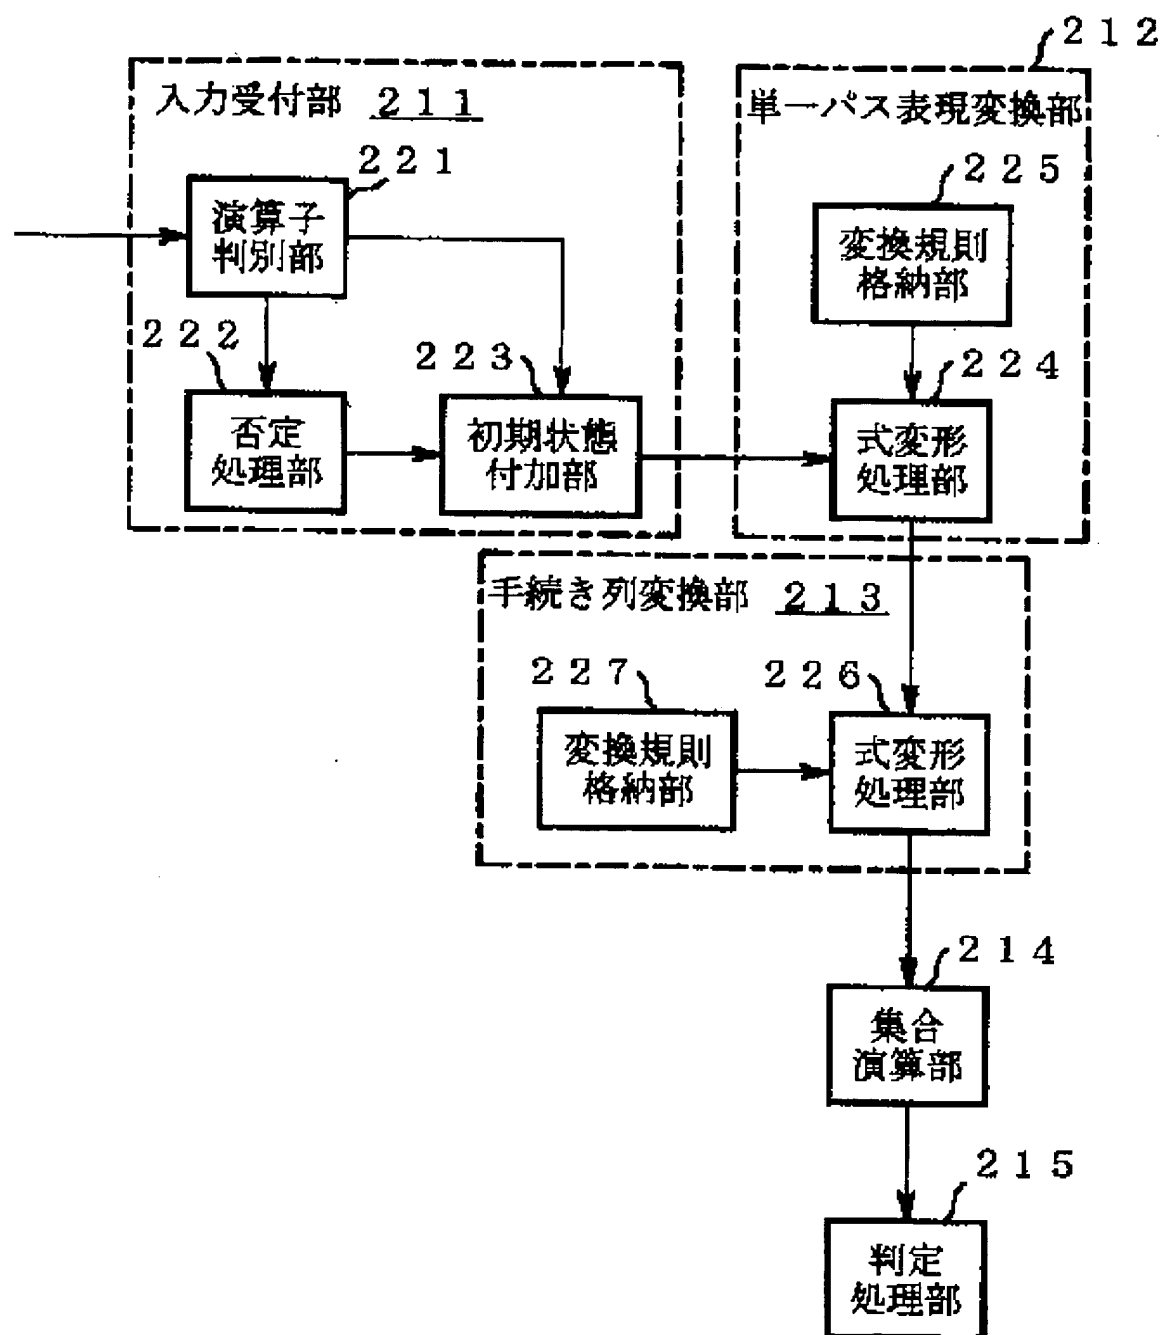 212
入力受付部 211
単一パス表現変換部
221
演算子
判別部
225
変換規則
格納部
222
否定
処理部
223
初期状態
付加部
224
式変形
処理部
手続き列変換部 213
227
変換規則
格納部
226
式変形
処理部
214
集合
演算部
215
判定
処理部